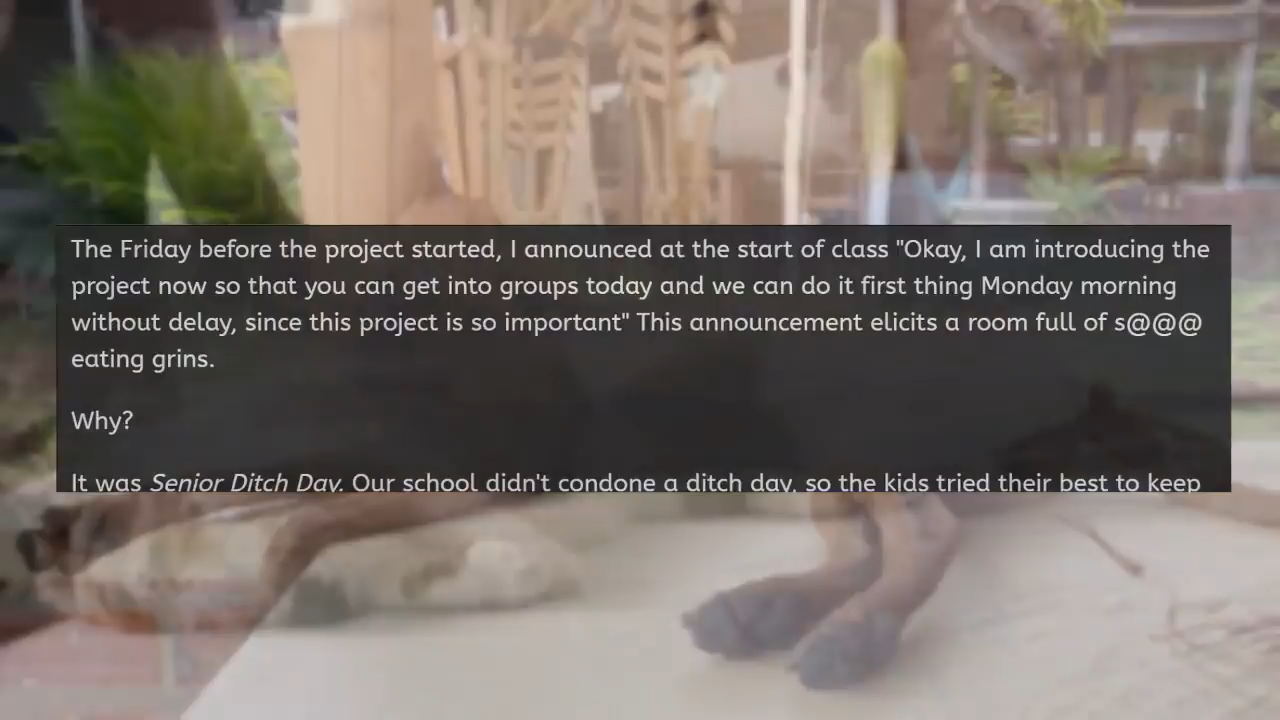 The Friday before the project started, I announced at the start of class "Okay, I am introducing the
project now so that you can get into groups today and we can do it first thing Monday morning
without delay, since this project is so important" This announcement elicits a room full of s@@@
eating grins.
Why?
It was Senior Ditch Day. Our school didn't condone a ditch day, so the kids tried their best to keep